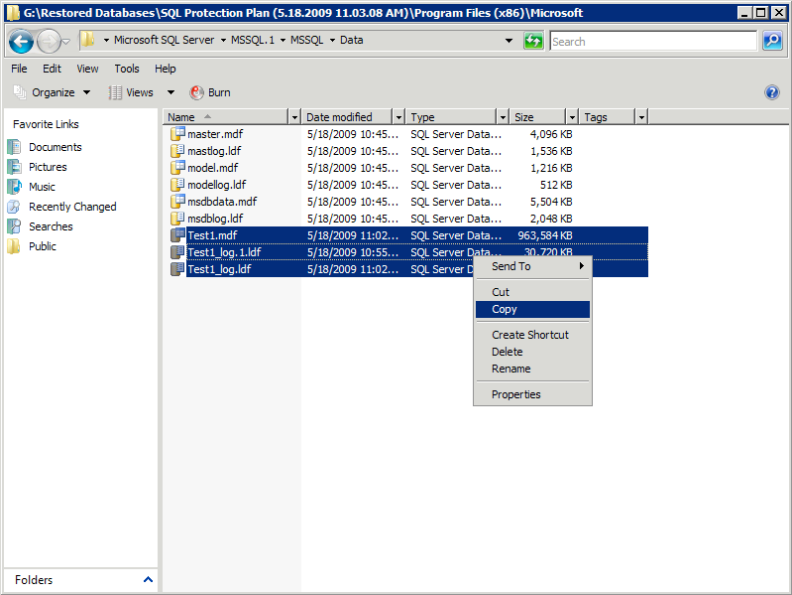 G:\Restored Databases\SQL Protection Plan (5.18.2009 11.03.08 AM)\Program Files (x86)\Microsoft
Microsoft SQL Server MSSQL.1 MSSQL Data
Search
File Edit View Tools Help
Organize Views Burn
Favorite Links
Documents
Pictures
Music
Recently Changed
Searches
Public
Folders
Name Date modified Type Size Tags
master.mdf 5/18/2009 10:45... SQL Server Data... 4,096 KB
mastlog.ldf 5/18/2009 10:45... SQL Server Data... 1,536 KB
model.mdf 5/18/2009 10:45... SQL Server Data... 1,216 KB
modellog.ldf 5/18/2009 10:45... SQL Server Data... 512 KB
msdbdata.mdf 5/18/2009 10:45... SQL Server Data... 5,504 KB
msdblog.ldf 5/18/2009 10:45... SQL Server Data... 2,048 KB
Test1.mdf 5/18/2009 11:02... SQL Server Data... 963,584 KB
Test1_log.1.ldf 5/18/2009 10:55... SQL Server Data... 30,720 KB
Test1_log.ldf 5/18/2009 11:02... SQL Server D
Send To
Cut
Copy
Create Shortcut
Delete
Rename
Properties